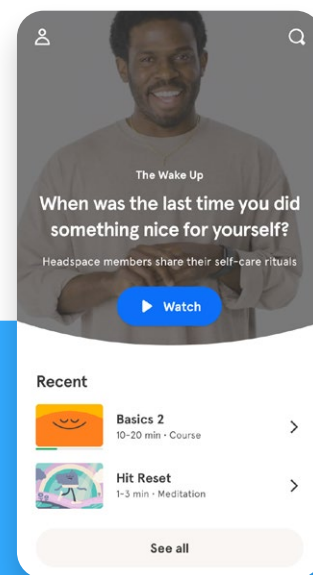 The Wake Up
When was the last time you did
something nice for yourself?
Headspace members share their self-care rituals
Watch
Recent
Basics 2
10-20 min · Course
Hit Reset
1-3 min · Meditation
See all